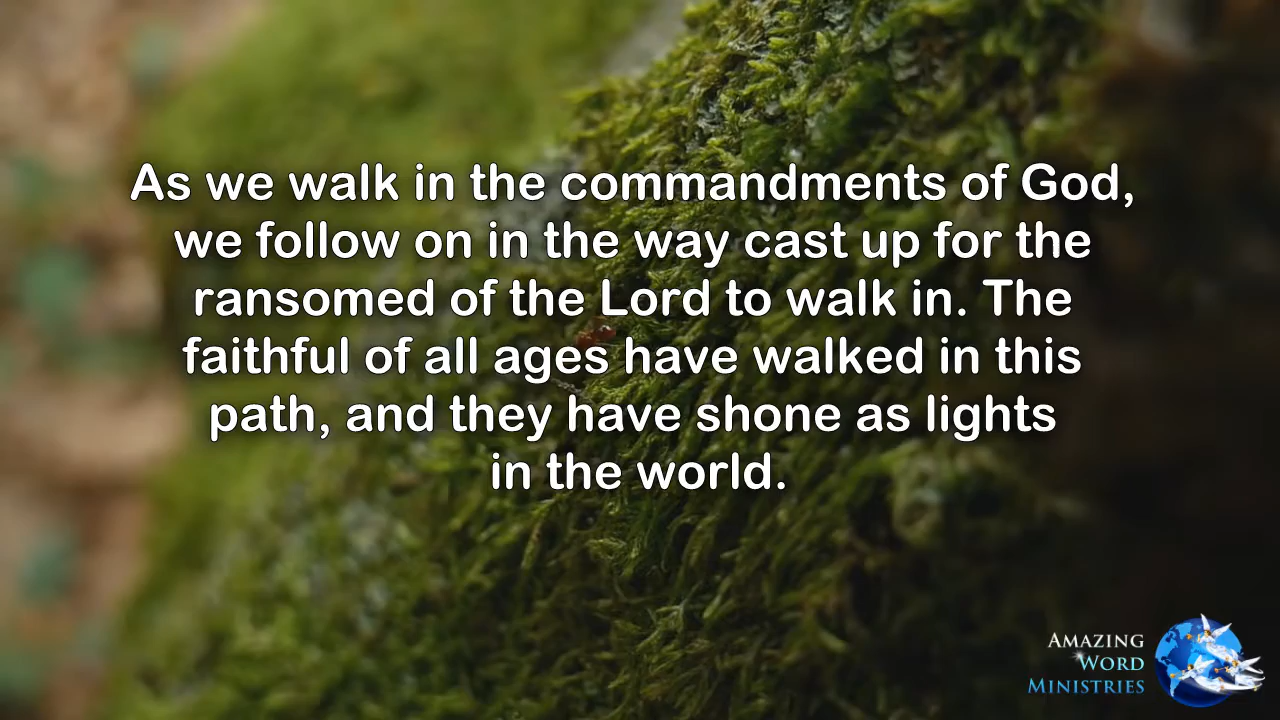 As we walk in the commandments of God,
we follow on in the way cast up for the
ransomed of the Lord to walk in. The
faithful of all ages have walked in this
path, and they have shone as lights
in the world.
AMAZING
WORD
MINISTRIES